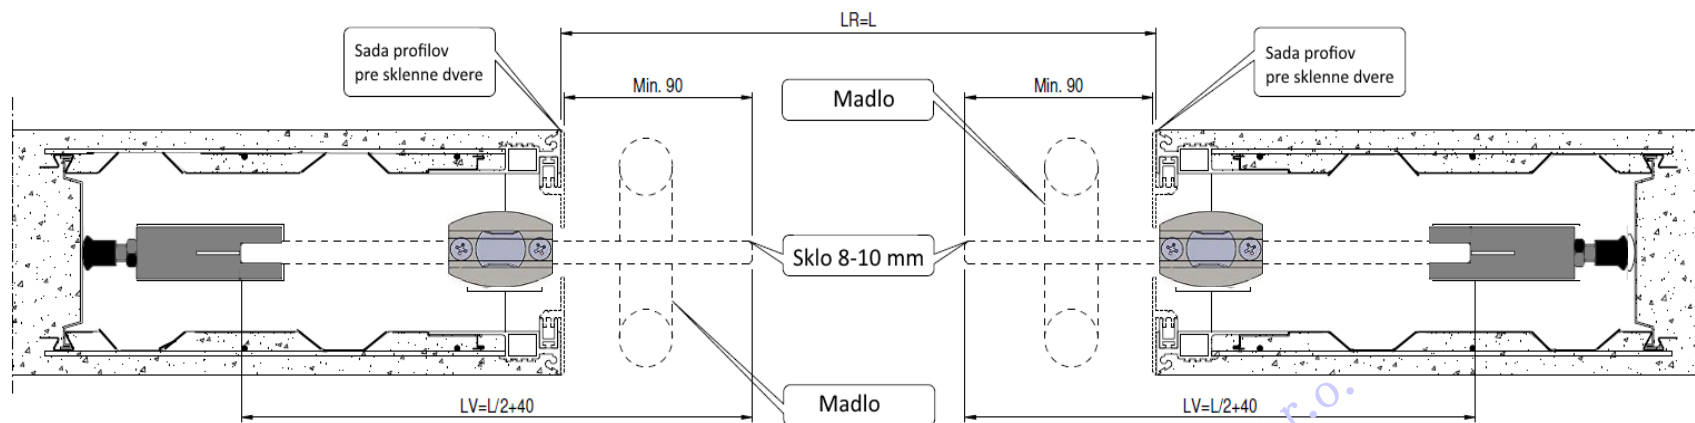 LR=L
Sada profilov
pre sklenne dvere
Sada profiov
pre sklenne dvere
Min. 90
Madlo
Min. 90
Sklo 8-10 mm
Madlo
LV=L/2+40
LV=L/2+40
r.o.